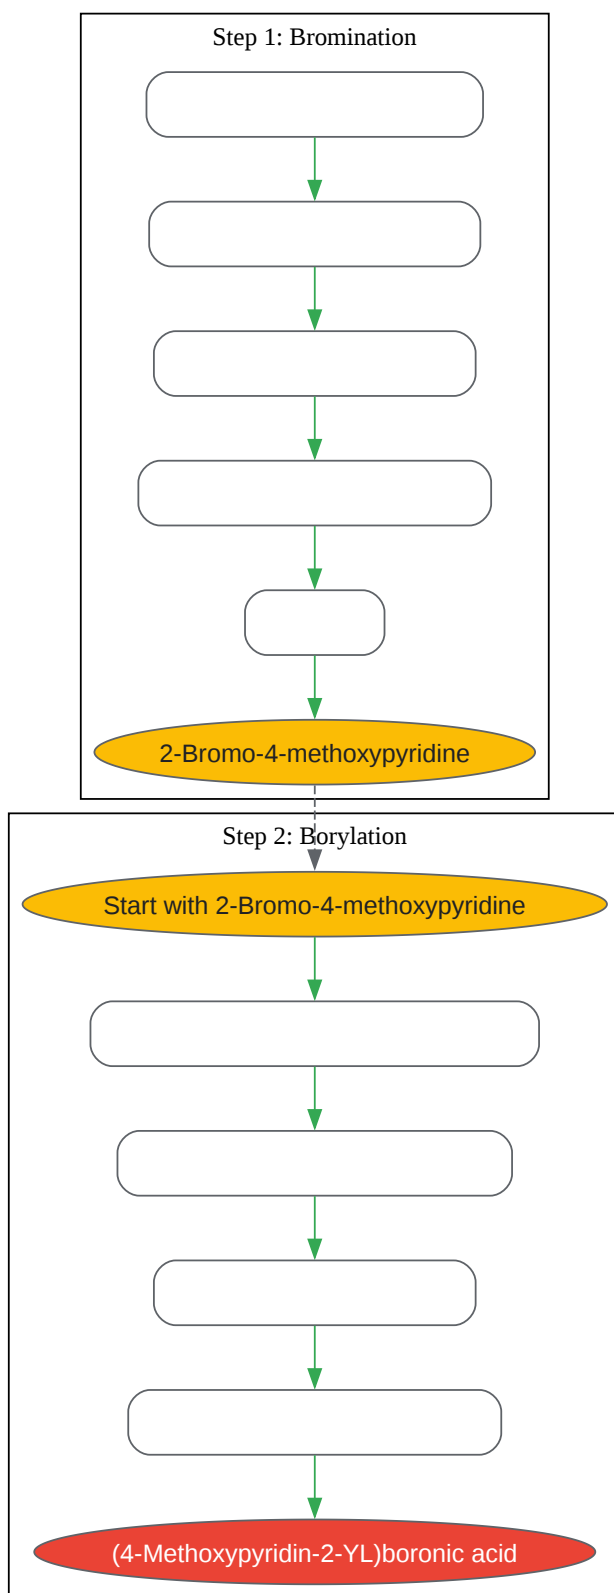 Step 1: Bromination
2-Bromo-4-methoxypyridine
Step 2: Borylation
Start with 2-Bromo-4-methoxypyridine
(4-Methoxypyridin-2-YL)boronic acid